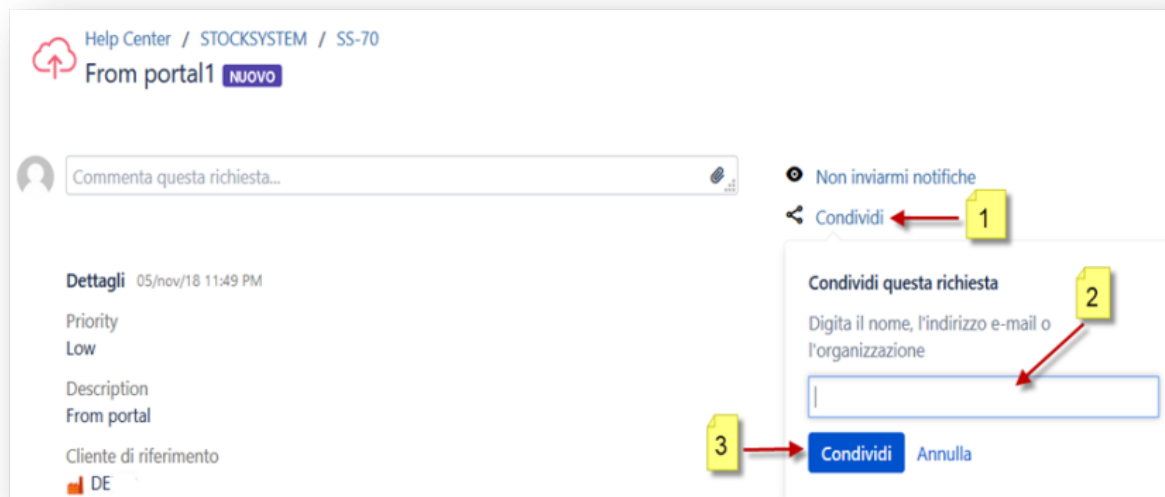 Help Center / STOCKSYSTEM / SS-70
From portal1 NUOVO
Commenta questa richiesta...
Non inviarmi notifiche
Condividi
1
Dettagli 05/nov/18 11:49 PM
Priority
Low
Description
From portal
Cliente di riferimento
DE
Condividi questa richiesta
2
Digita il nome, l'indirizzo e-mail o
l'organizzazione
3
Condividi Annulla